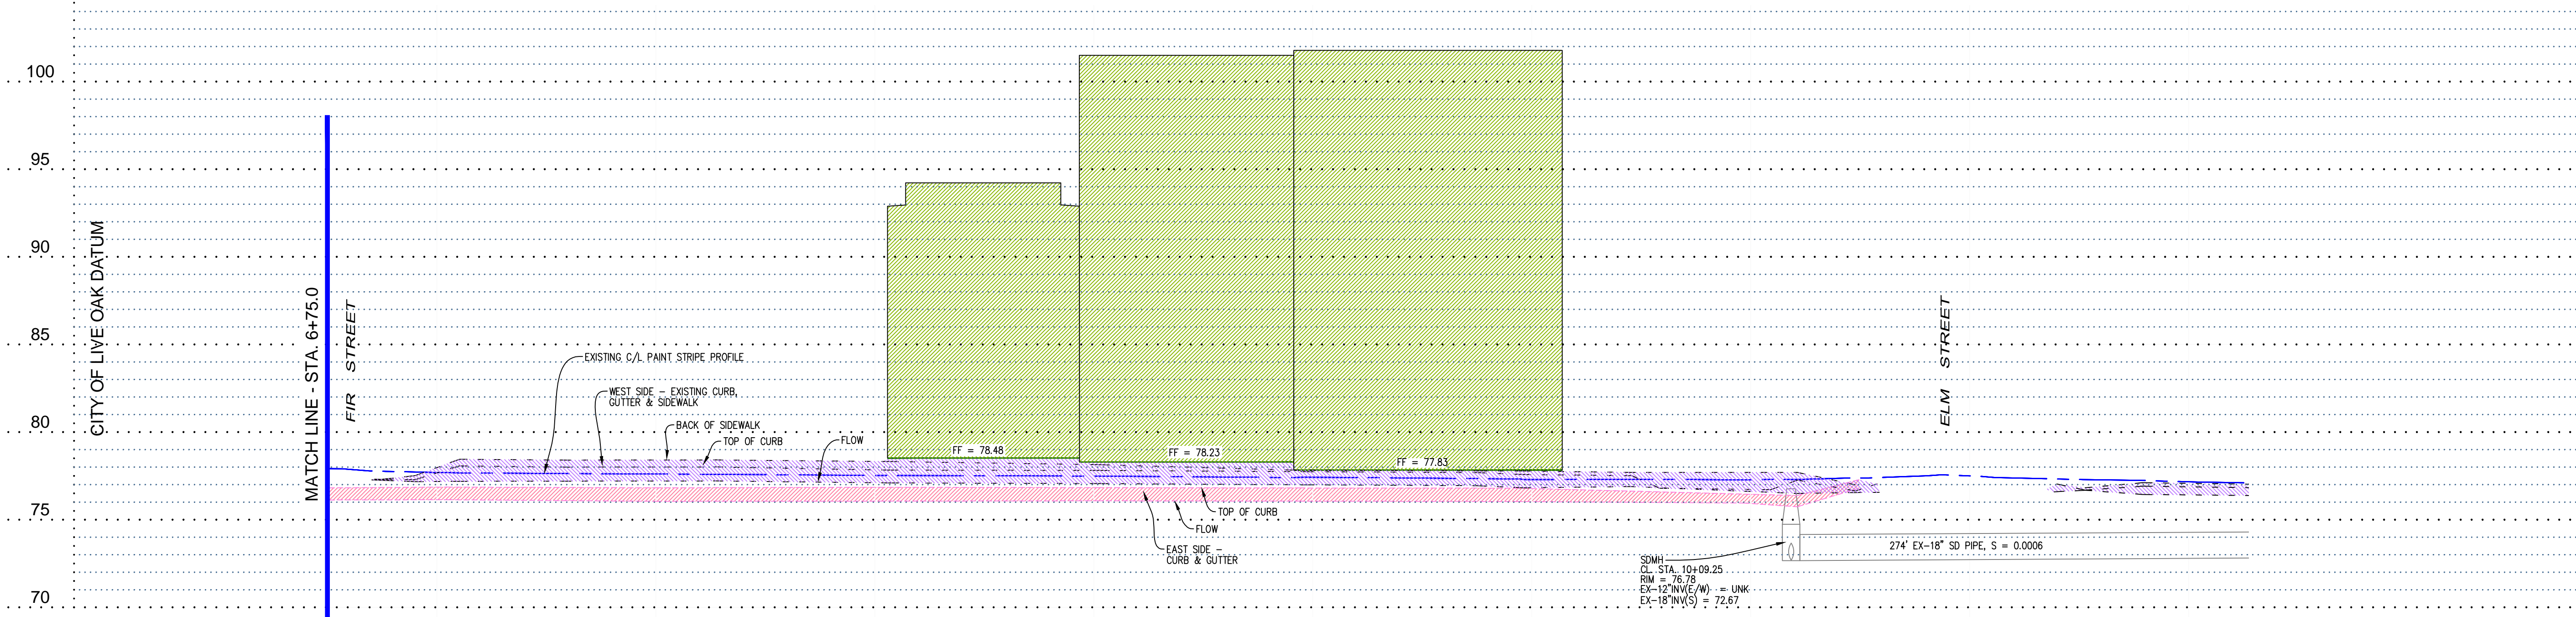 100
95
90
85
80
75
70
CITY OF LIVE OAK DATUM
MATCH LINE - STA. 6+75.0
FIR STREET
EXISTING C/L PAINT STRIPE PROFILE
WEST SIDE – EXISTING CURB,
GUTTER & SIDEWALK
BACK OF SIDEWALK
TOP OF CURB
FLOW
FF = 78.48
FF = 78.23
FF = 77.83
TOP OF CURB
FLOW
EAST SIDE –
CURB & GUTTER
ELM STREET
SDMH
CL STA. 10+09.25
RIM = 76.78
EX-12"INV(E/W) = UNK
EX-18"INV(S) = 72.67
274' EX-18" SD PIPE, S = 0.0006